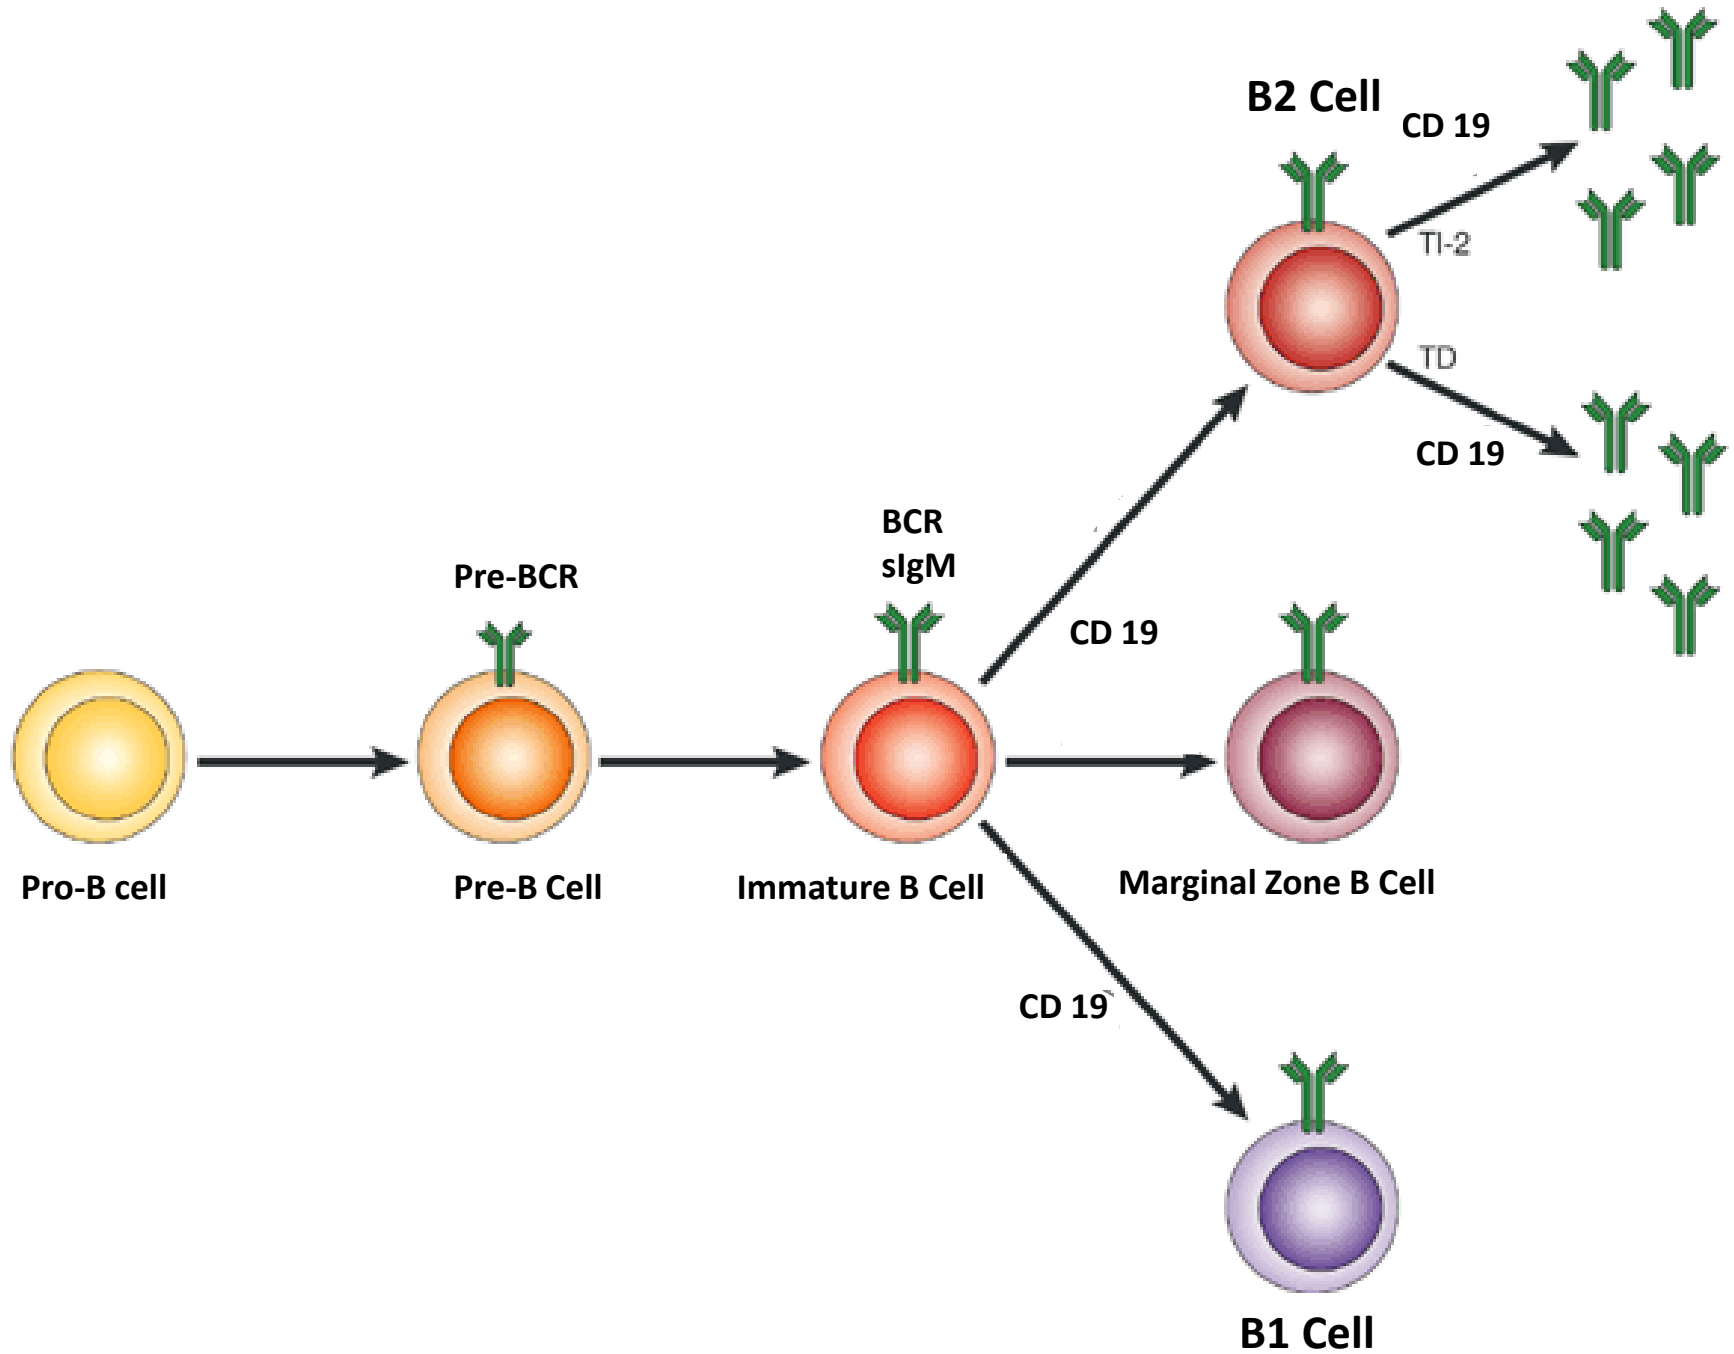 B2 Cell
CD 19
TI-2
TD
CD 19
BCR
sIgM
Pre-BCR
CD 19
Pro-B cell
Pre-B Cell
Immature B Cell
Marginal Zone B Cell
CD 19
B1 Cell